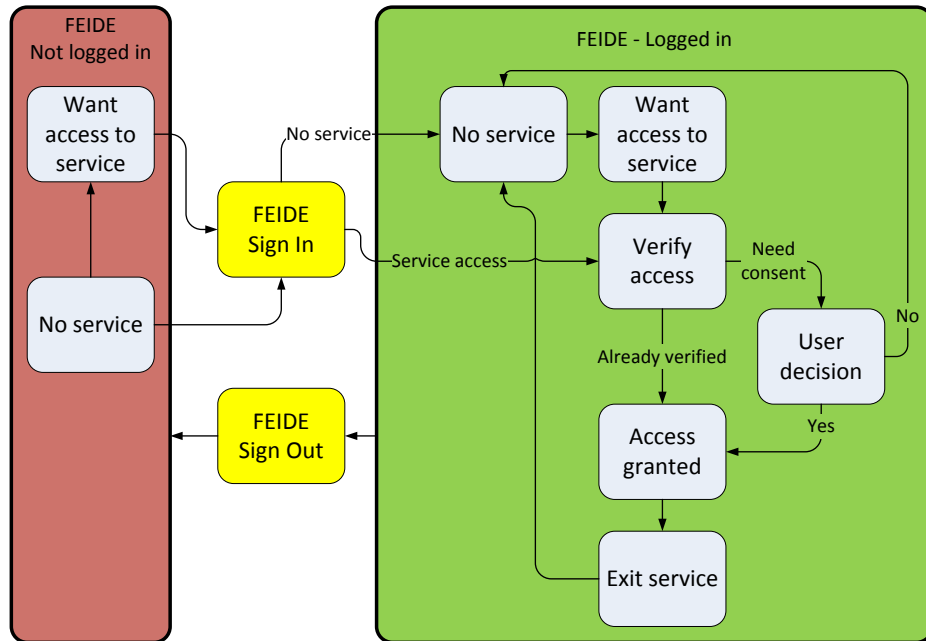 FEIDE
Not logged in
Want
access to
service
No service
FEIDE
Sign In
FEIDE
Sign Out
No service
Service access
FEIDE - Logged in
No service
Want
access to
service
Verify
access
Need
consent
User
decision
No
Yes
Already verified
Access
granted
Exit service